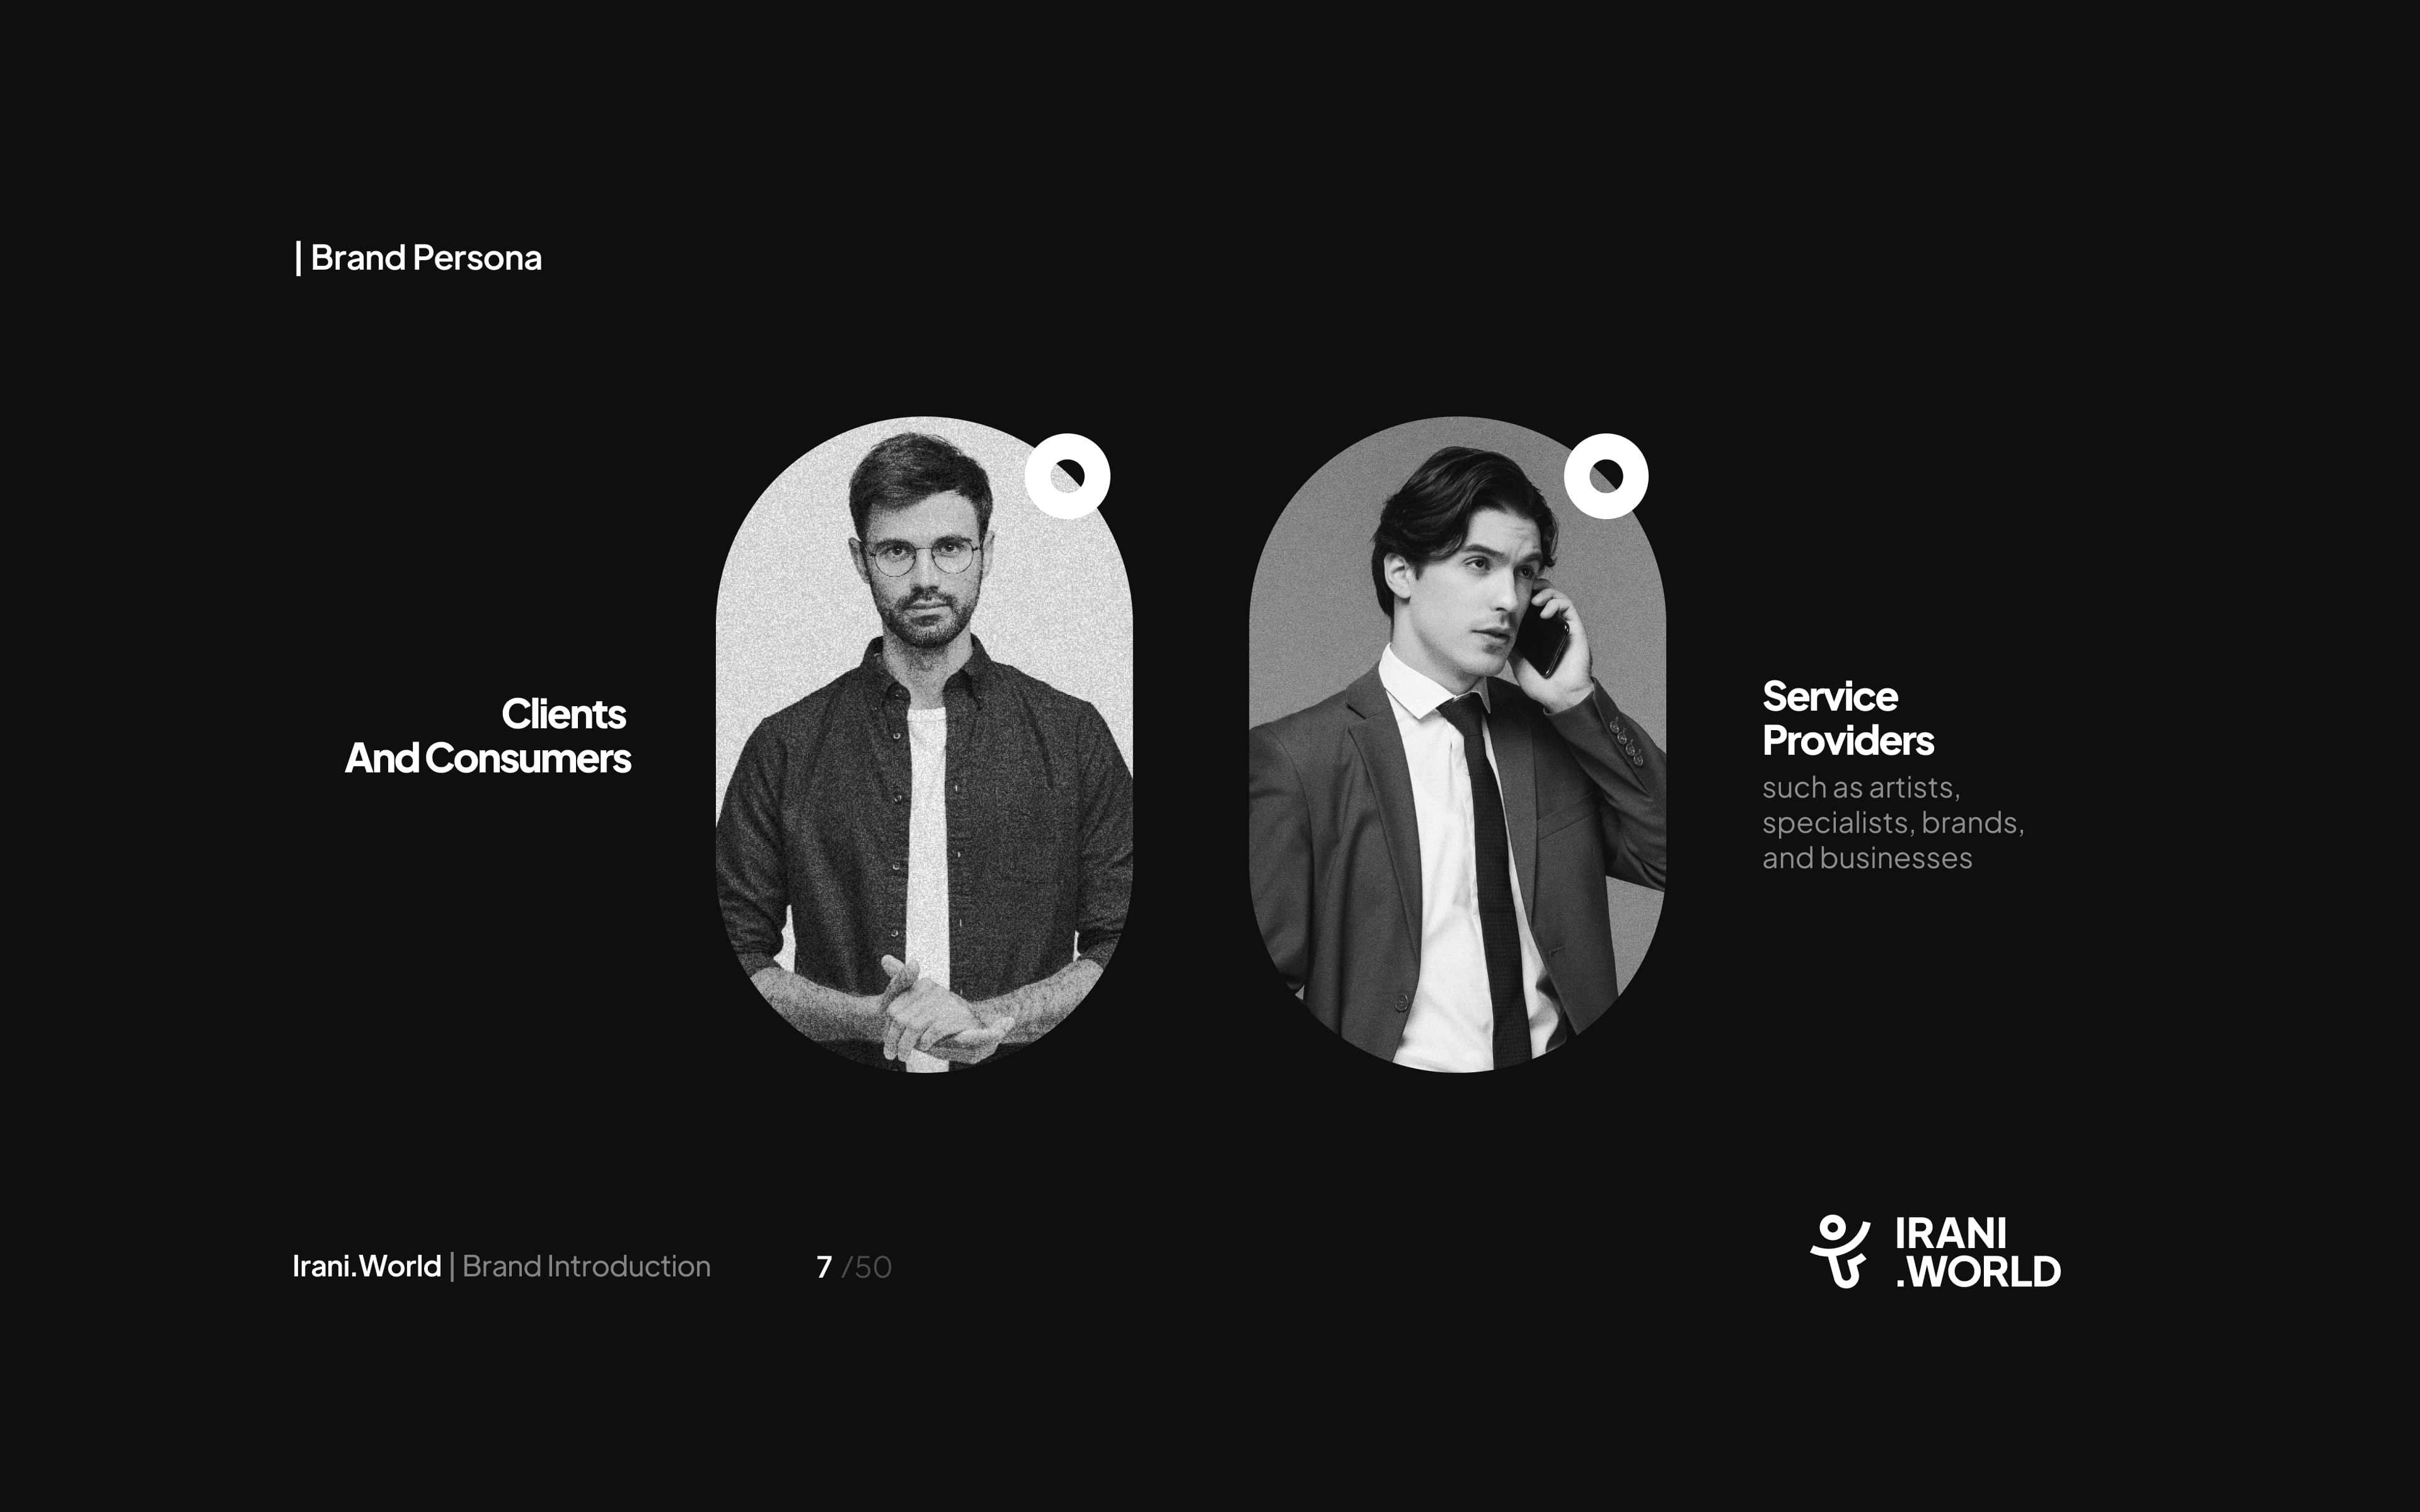 | Brand Persona
Clients
And Consumers
Service
Providers
such as artists,
specialists, brands,
and businesses
Irani.World | Brand Introduction
7 /50
IRANI
.WORLD